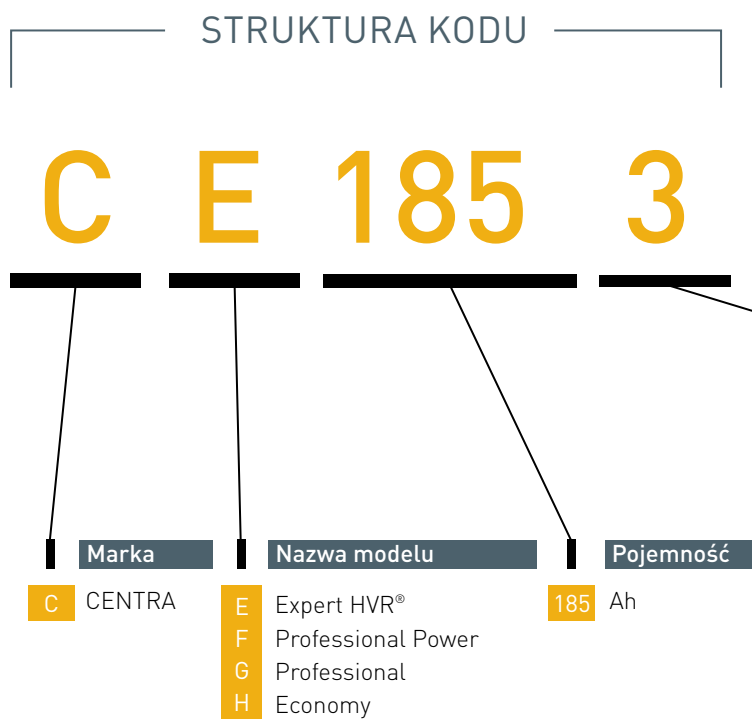 STRUKTURA KODU
C E 185 3
Marka
C CENTRA
Nazwa modelu
E Expert HVR®
F Professional Power
G Professional
H Economy
Pojemność
185 Ah